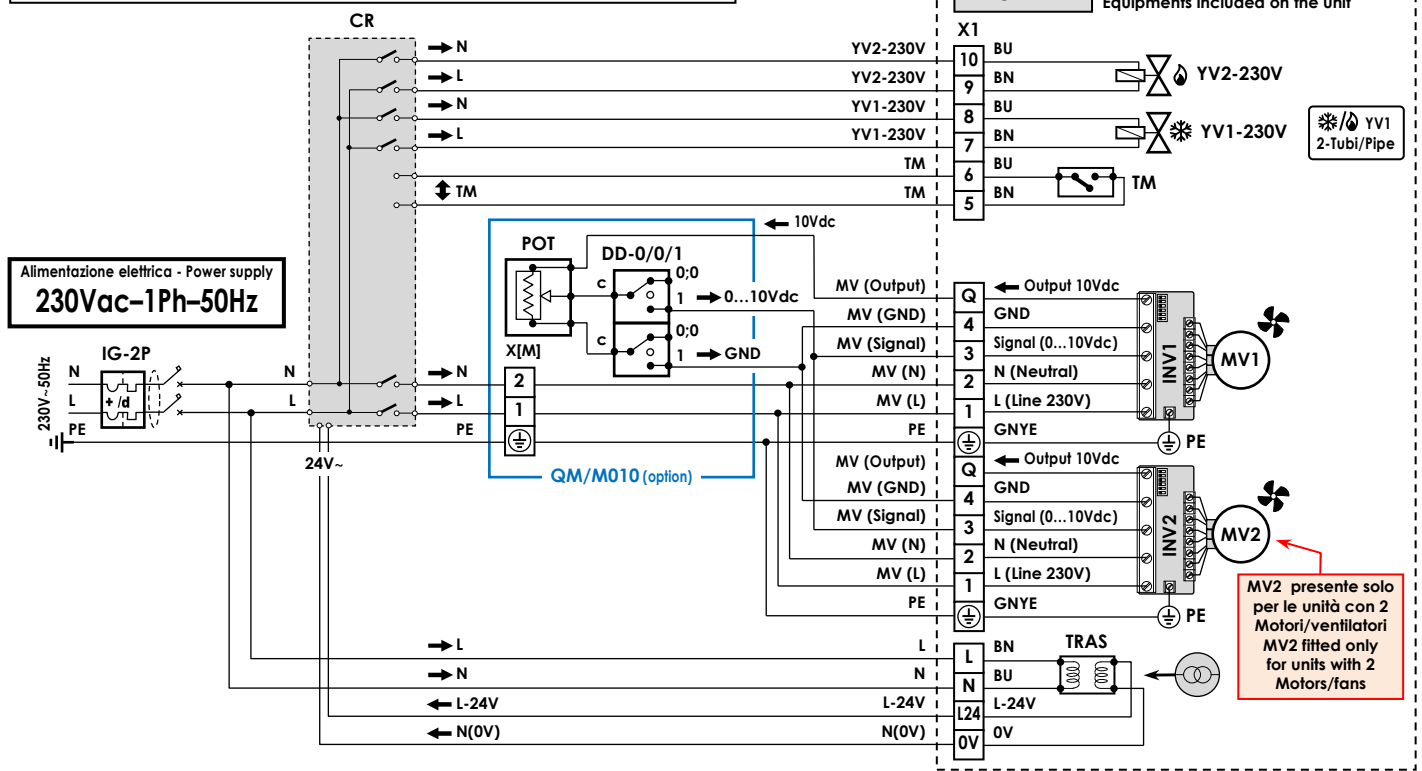 Equipments included on the unit
CR
X1
N
YV2-230V
10
BU
L
YV2-230V
9
BN
YV2-230V
N
YV1-230V
8
BU
L
YV1-230V
7
BN
YV1-230V
YV1
2-Tubi/Pipe
TM
6
BU
TM
TM
TM
5
BN
10Vdc
Alimentazione elettrica - Power supply
230Vac–1Ph–50Hz
POT
DD-0/0/1
C
0;0
1
0...10Vdc
C
0;0
1
GND
X[M]
2
1
QM/M010 (option)
IG-2P
230V~50Hz
N
L
PE
+ /d
N
L
24V~
N
L
PE
MV (Output)
Q
Output 10Vdc
MV (GND)
4
GND
MV (Signal)
3
Signal (0...10Vdc)
MV (N)
2
N (Neutral)
MV (L)
1
L (Line 230V)
PE
GNYE
PE
INV1
MV1
MV (Output)
Q
Output 10Vdc
MV (GND)
4
GND
MV (Signal)
3
Signal (0...10Vdc)
MV (N)
2
N (Neutral)
MV (L)
1
L (Line 230V)
PE
GNYE
PE
INV2
MV2
MV2 presente solo
per le unità con 2
Motori/ventilatori
MV2 fitted only
for units with 2
Motors/fans
L
L
L
BN
TRAS
N
N
N
BU
L-24V
L-24V
L24
L-24V
N(0V)
N(0V)
0V
0V